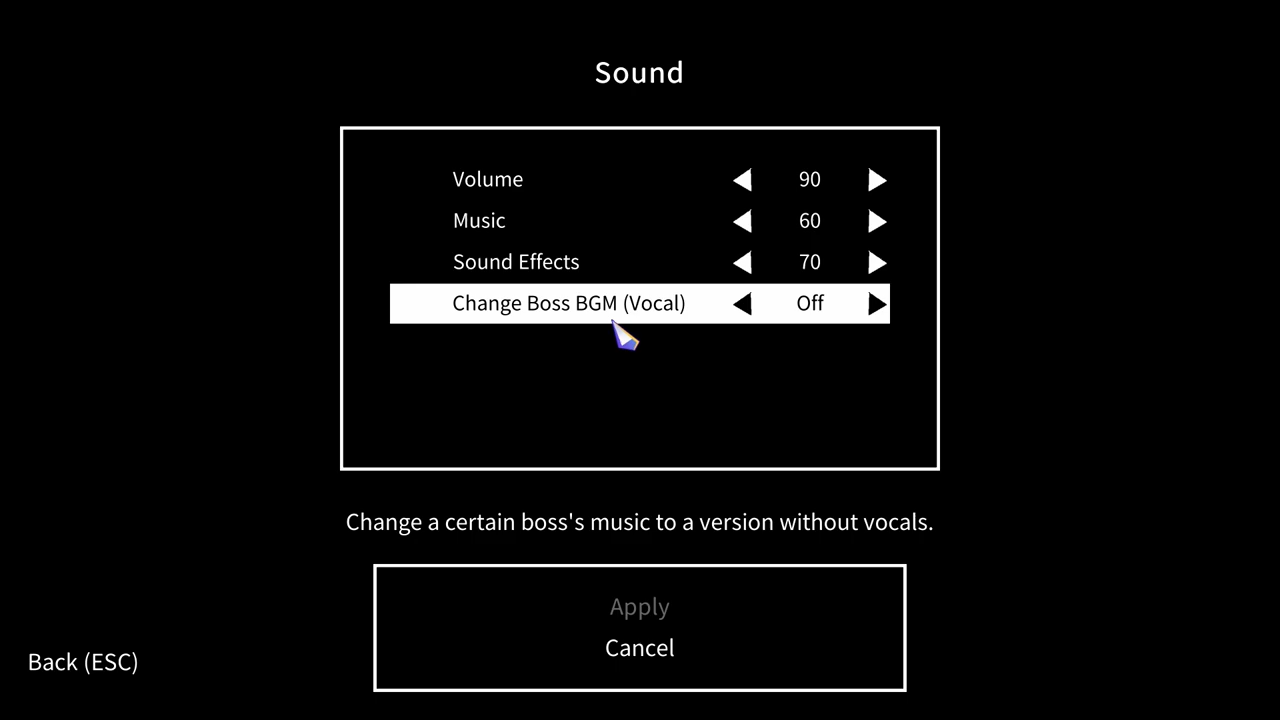 Sound
Volume 90
Music 60
Sound Effects 70
Change Boss BGM (Vocal) Off
Change a certain boss's music to a version without vocals.
Apply
Cancel
Back (ESC)